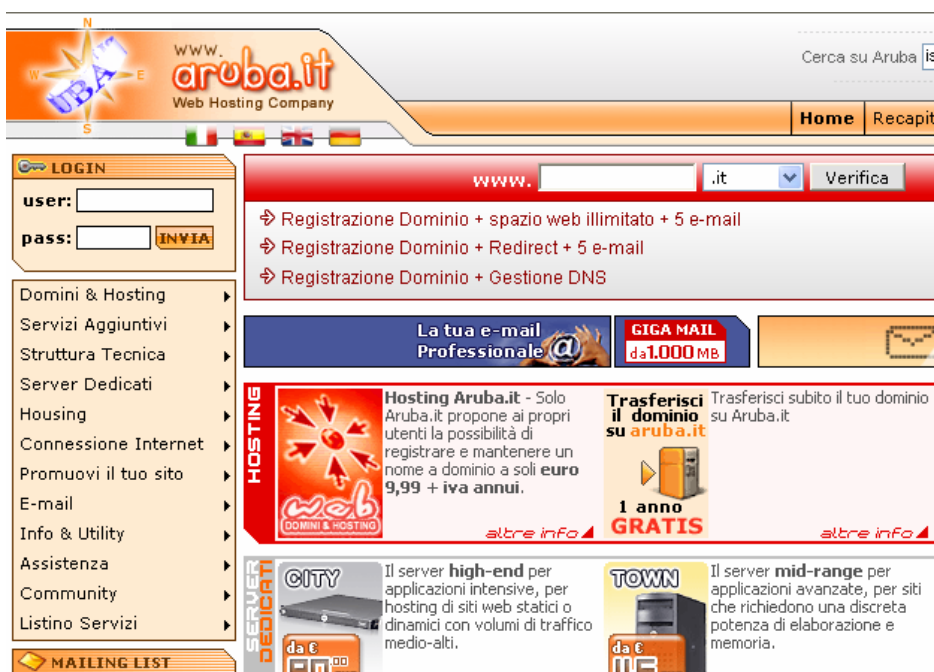 N
W
E
S
UBA
www.
aruba.it
Web Hosting Company
Cerca su Aruba
Home
LOGIN
user:
pass:
INVIA
www.
.it
Verifica
Registrazione Dominio + spazio web illimitato + 5 e-mail
Registrazione Dominio + Redirect + 5 e-mail
Registrazione Dominio + Gestione DNS
Domini & Hosting
Servizi Aggiuntivi
Struttura Tecnica
Server Dedicati
Housing
Connessione Internet
Promuovi il tuo sito
E-mail
Info & Utility
Assistenza
Community
Listino Servizi
MAILING LIST
La tua e-mail
Professionale @
GIGA MAIL
da 1.000 MB
HOSTING
web
DOMINI & HOSTING
Hosting Aruba.it - Solo
Aruba.it propone ai propri
utenti la possibilità di
registrare e mantenere un
nome a dominio a soli euro
9,99 + iva annui.
altre info
Trasferisci
il dominio
su aruba.it
1 anno
GRATIS
Trasferisci subito il tuo dominio
su Aruba.it
altre info
SERVER
DEDICATI
CITY
da €
Il server high-end per
applicazioni intensive, per
hosting di siti web statici o
dinamici con volumi di traffico
medio-alti.
TOWN
da €
Il server mid-range per
applicazioni avanzate, per siti
che richiedono una discreta
potenza di elaborazione e
memoria.